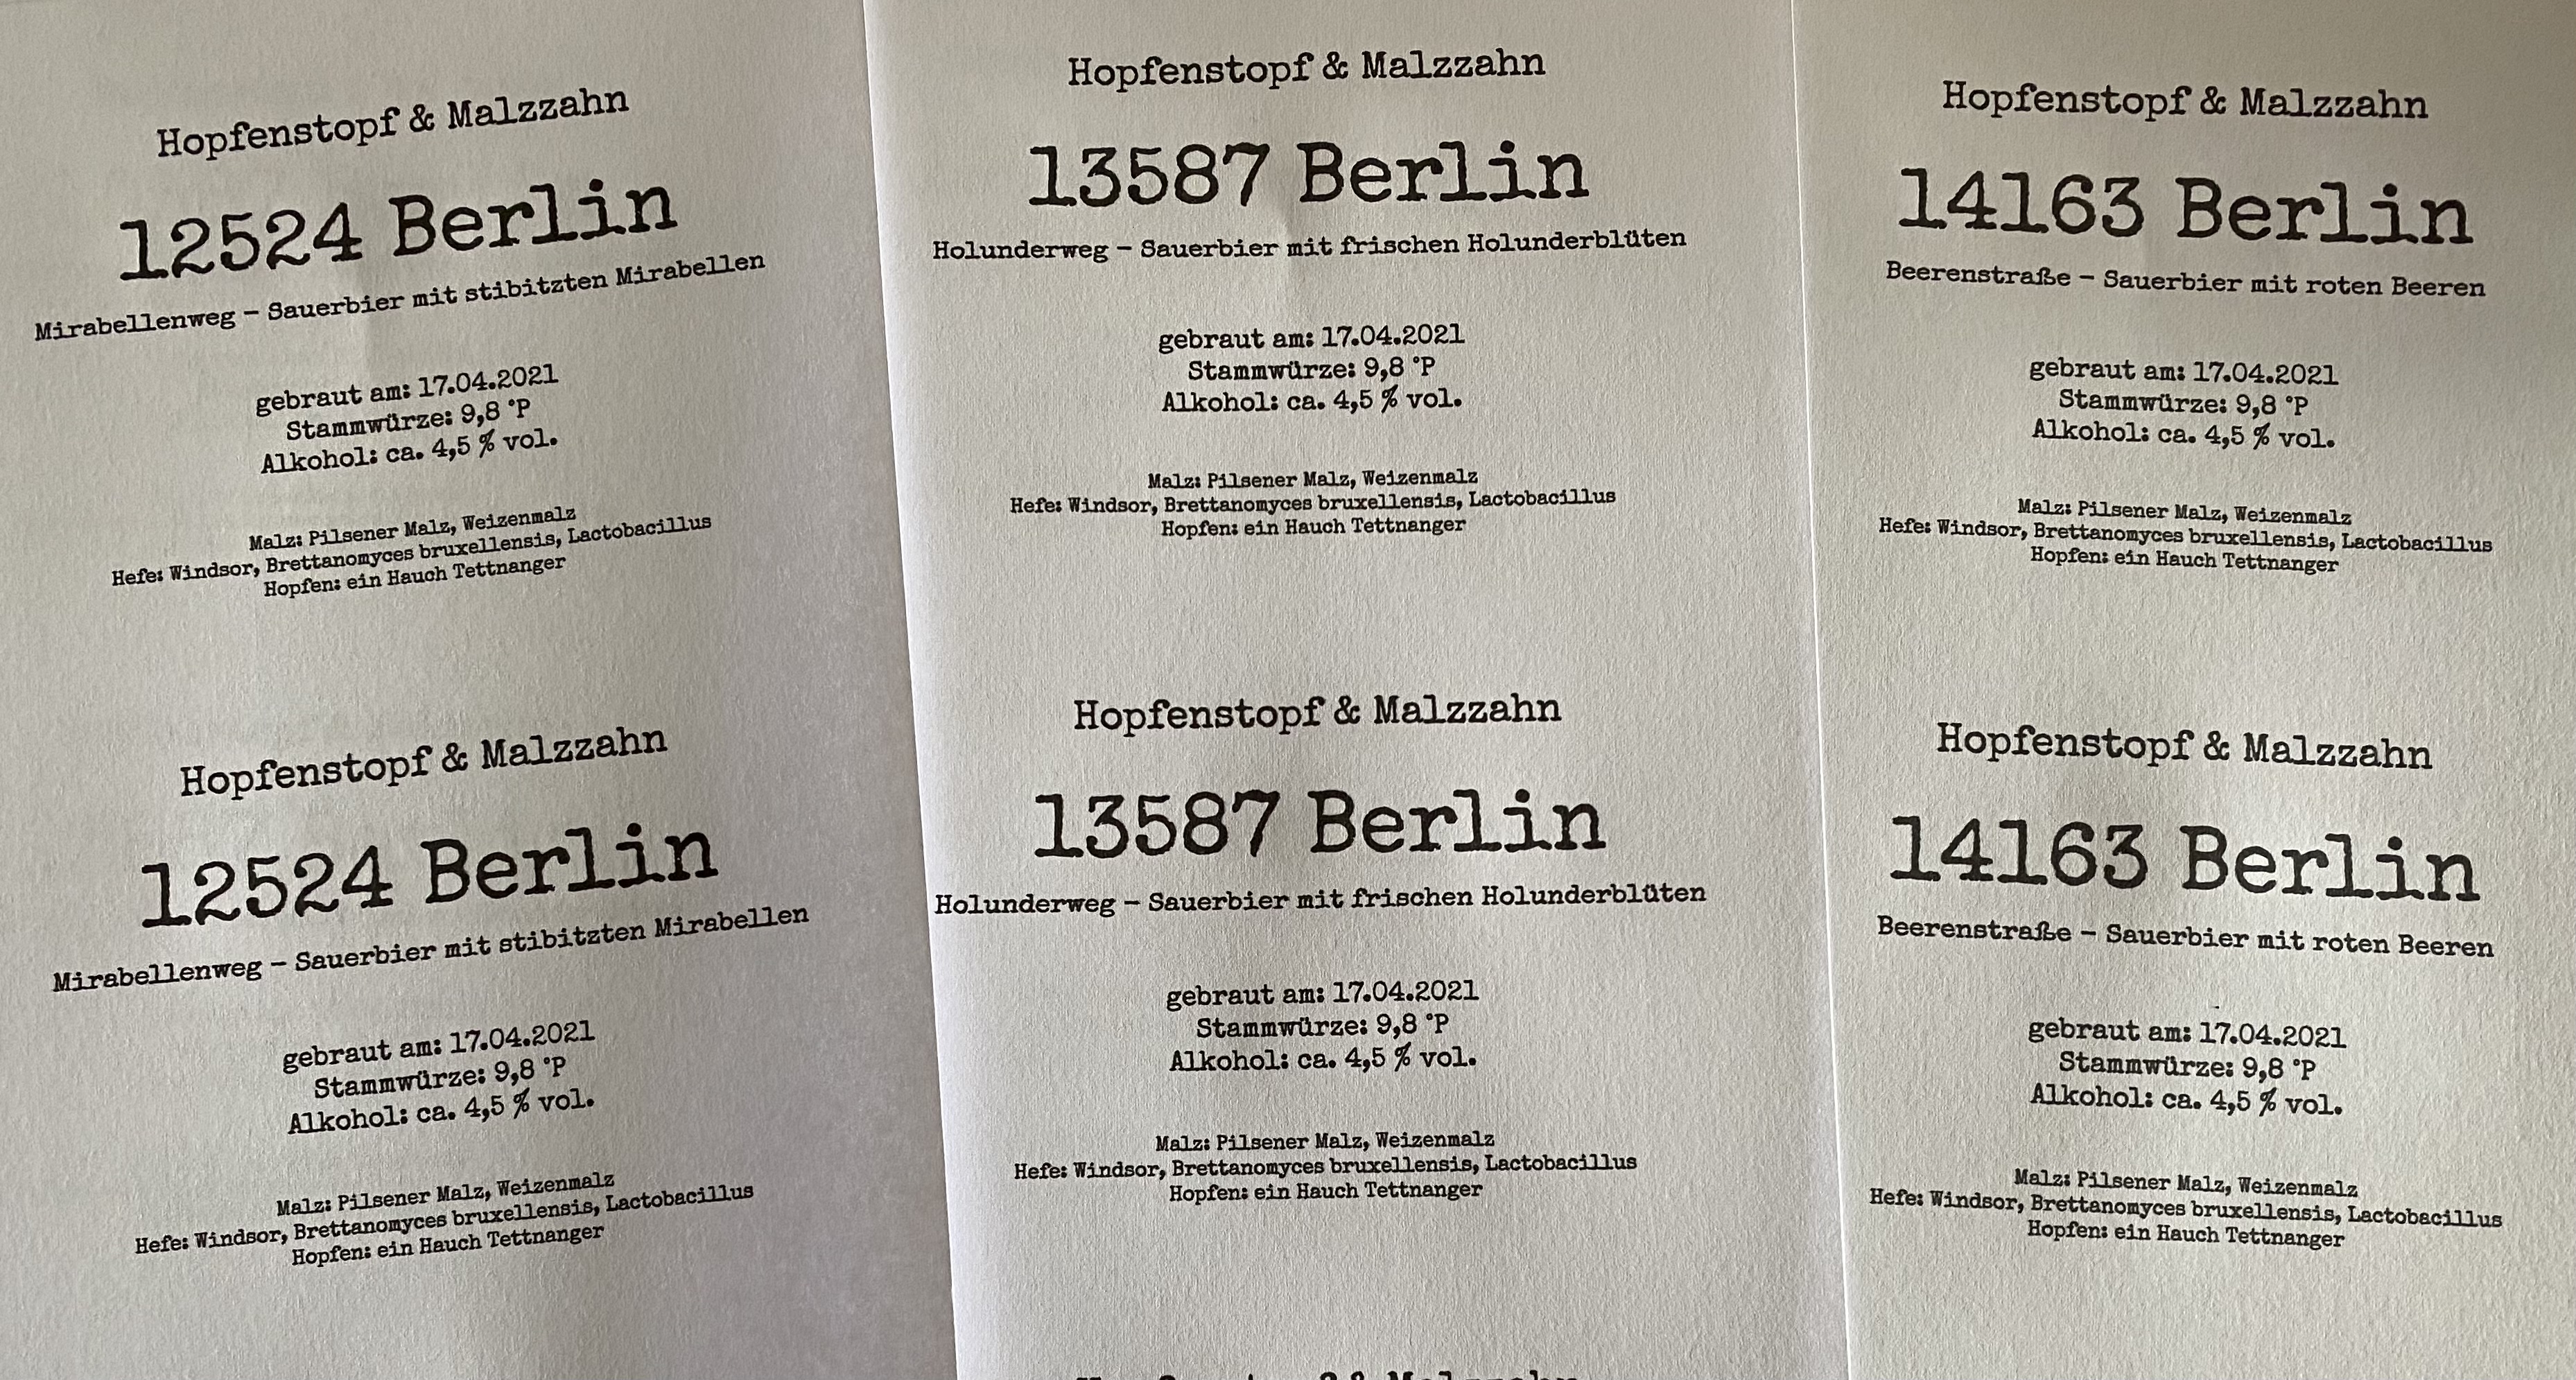 Hopfenstopf & Malzzahn
12524 Berlin
Mirabellenweg – Sauerbier mit stibitzten Mirabellen
gebraut am: 17.04.2021
Stammwürze: 9,8 °P
Alkohol: ca. 4,5 % vol.
Malz: Pilsener Malz, Weizenmalz
Hefe: Windsor, Brettanomyces bruxellensis, Lactobacillus
Hopfen: ein Hauch Tettnanger
Hopfenstopf & Malzzahn
12524 Berlin
Mirabellenweg – Sauerbier mit stibitzten Mirabellen
gebraut am: 17.04.2021
Stammwürze: 9,8 °P
Alkohol: ca. 4,5 % vol.
Malz: Pilsener Malz, Weizenmalz
Hefe: Windsor, Brettanomyces bruxellensis, Lactobacillus
Hopfen: ein Hauch Tettnanger
Hopfenstopf & Malzzahn
13587 Berlin
Holunderweg – Sauerbier mit frischen Holunderblüten
gebraut am: 17.04.2021
Stammwürze: 9,8 °P
Alkohol: ca. 4,5 % vol.
Malz: Pilsener Malz, Weizenmalz
Hefe: Windsor, Brettanomyces bruxellensis, Lactobacillus
Hopfen: ein Hauch Tettnanger
Hopfenstopf & Malzzahn
13587 Berlin
Holunderweg – Sauerbier mit frischen Holunderblüten
gebraut am: 17.04.2021
Stammwürze: 9,8 °P
Alkohol: ca. 4,5 % vol.
Malz: Pilsener Malz, Weizenmalz
Hefe: Windsor, Brettanomyces bruxellensis, Lactobacillus
Hopfen: ein Hauch Tettnanger
Hopfenstopf & Malzzahn
14163 Berlin
Beerenstraße – Sauerbier mit roten Beeren
gebraut am: 17.04.2021
Stammwürze: 9,8 °P
Alkohol: ca. 4,5 % vol.
Malz: Pilsener Malz, Weizenmalz
Hefe: Windsor, Brettanomyces bruxellensis, Lactobacillus
Hopfen: ein Hauch Tettnanger
Hopfenstopf & Malzzahn
14163 Berlin
Beerenstraße – Sauerbier mit roten Beeren
gebraut am: 17.04.2021
Stammwürze: 9,8 °P
Alkohol: ca. 4,5 % vol.
Malz: Pilsener Malz, Weizenmalz
Hefe: Windsor, Brettanomyces bruxellensis, Lactobacillus
Hopfen: ein Hauch Tettnanger